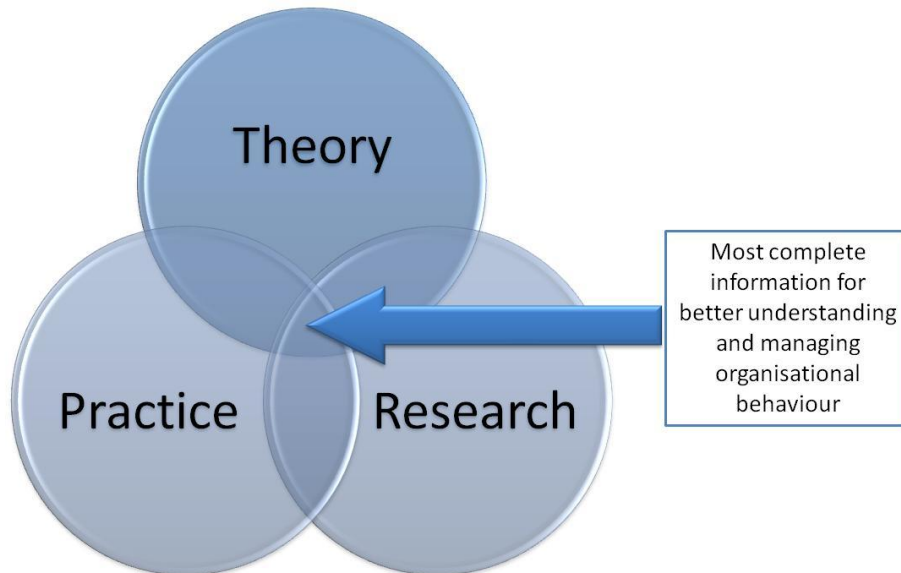 Theory
Practice
Research
Most complete
information for
better understanding
and managing
organisational
behaviour